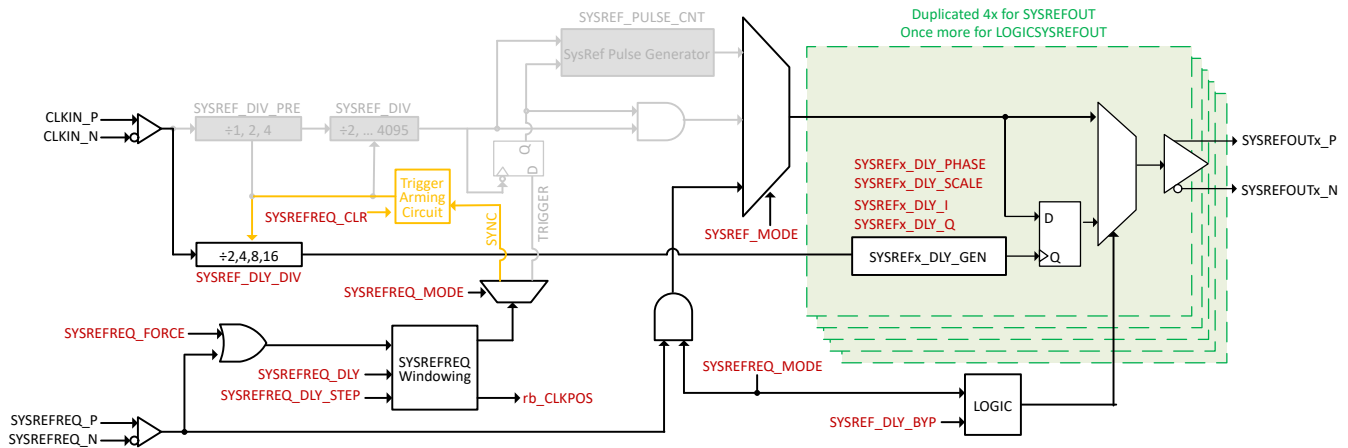 Duplicated 4x for SYSREFOUT
Once more for LOGICSYSREFOUT
SYSREF_PULSE_CNT
SysRef Pulse Generator
SYSREF_DIV_PRE
÷1, 2, 4
SYSREF_DIV
÷2, ... 4095
CLKIN_P
CLKIN_N
Q
D
TRIGGER
SYNC
Trigger
Arming
Circuit
SYSREFREQ_CLR
÷2,4,8,16
SYSREF_DLY_DIV
SYSREF_MODE
SYSREFx_DLY_PHASE
SYSREFx_DLY_SCALE
SYSREFx_DLY_I
SYSREFx_DLY_Q
SYSREFx_DLY_GEN
D
Q
SYSREFOUTx_P
SYSREFOUTx_N
SYSREFREQ_MODE
SYSREFREQ_FORCE
SYSREFREQ_DLY
SYSREFREQ_DLY_STEP
SYSREFREQ
Windowing
rb_CLKPOS
SYSREFREQ_MODE
SYSREF_DLY_BYP
LOGIC
SYSREFREQ_P
SYSREFREQ_N